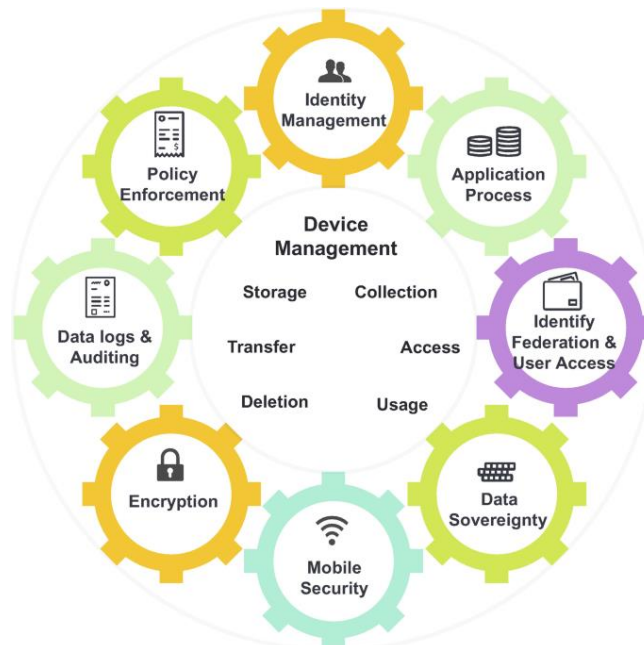 Identity
Management
Policy
Enforcement
Application
Process
Device
Management
Storage
Collection
Data logs &
Auditing
Transfer
Access
Identify
Federation &
User Access
Deletion
Usage
Encryption
Data
Sovereignty
Mobile
Security